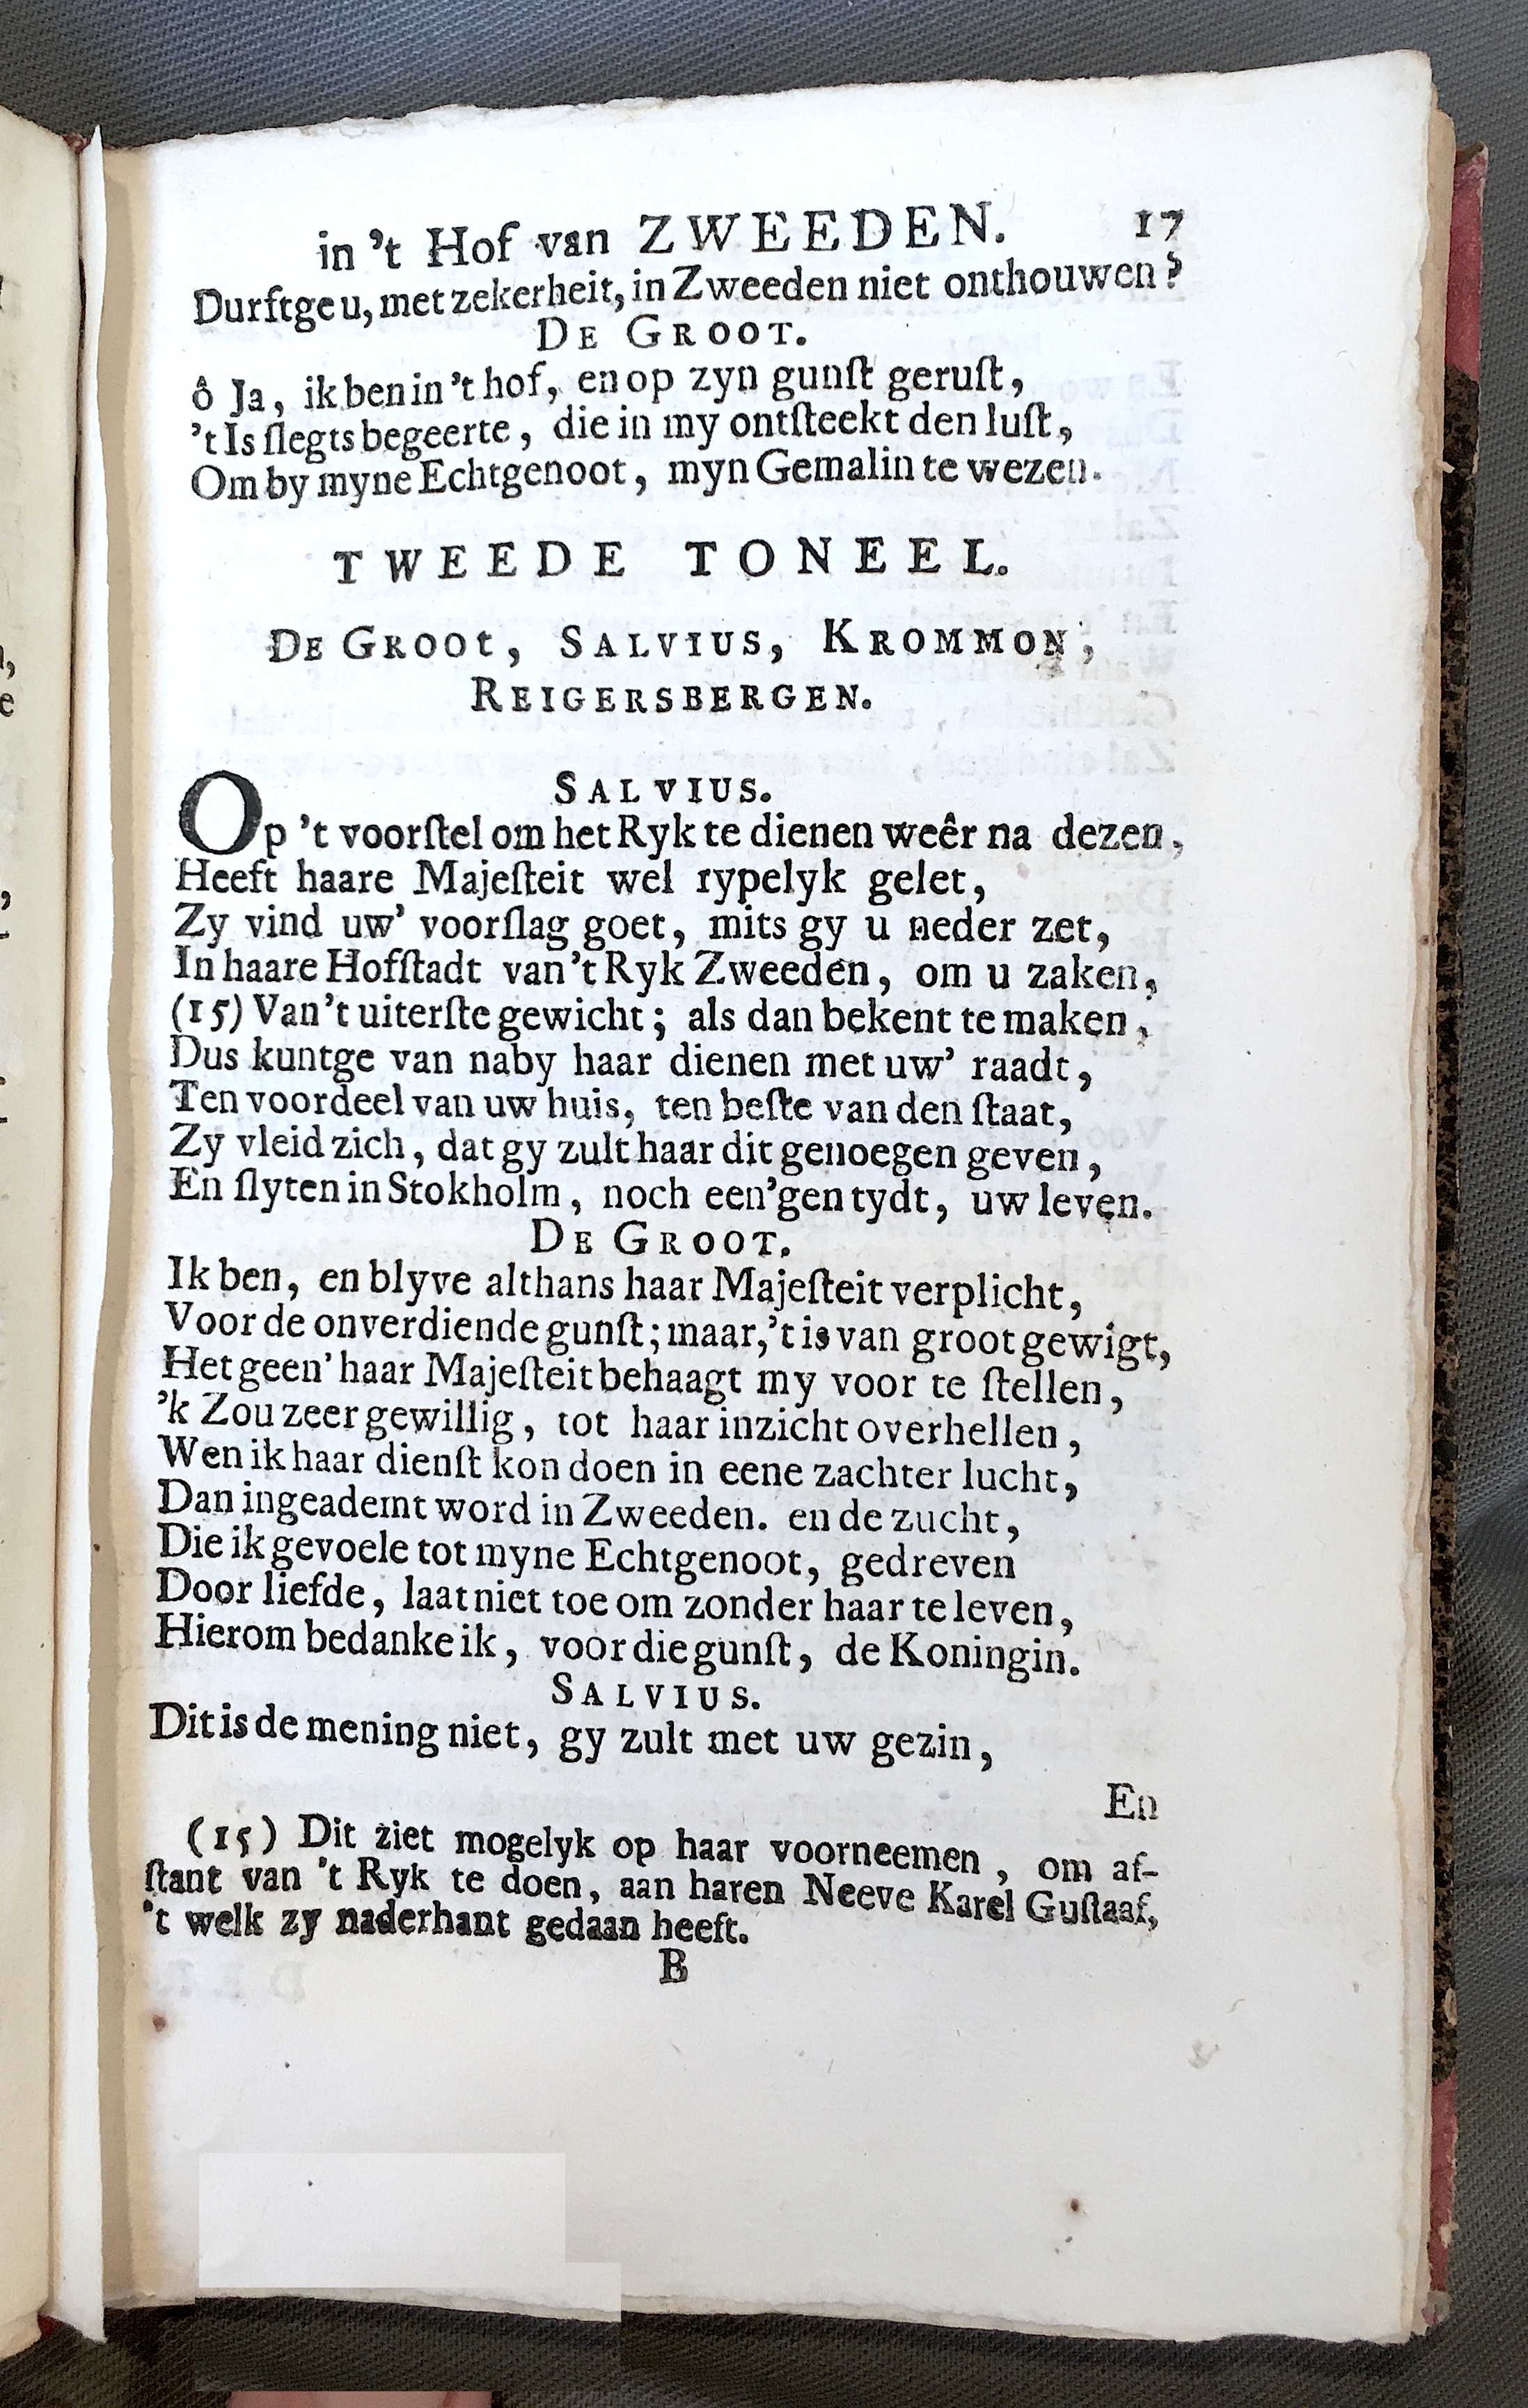 in 't Hof van ZWEEDEN. 17
Durftge u, met zekerheit, in Zweeden niet onthouwen?
DE GROOT.
ô Ja, ik ben in 't hof, en op zyn gunſt geruſt,
't Is ſlegts begeerte, die in my ontſteekt den luſt,
Om by myne Echtgenoot, myn Gemalin te wezen.
TWEEDE TONEEL.
DE GROOt, SALVIUS, KROMMON,
REIGERSBERGEN.
SALVIUS.
Op 't voorſtel om het Ryk te dienen weêr na dezen,
Heeft haare Majeſteit wel rypelyk gelet,
Zy vind uw' voorſlag goet, mits gy u neder zet,
In haare Hofſtadt van 't Ryk Zweeden, om u zaken,
(15) Van 't uiterſte gewicht; als dan bekent te maken,
Dus kuntge van naby haar dienen met uw' raadt,
Ten voordeel van uw huis, ten beſte van den ſtaat,
Zy vleid zich, dat gy zult haar dit genoegen geven,
En ſlyten in Stokholm, noch een'gen tydt, uw leven.
DE GROOT.
Ik ben, en blyve althans haar Majeſteit verplicht,
Voor de onverdiende gunſt; maar, 't is van groot gewigt,
Het geen' haar Majeſteit behaagt my voor te ſtellen,
'k Zou zeer gewillig, tot haar inzicht overhellen,
Wen ik haar dienſt kon doen in eene zachter lucht,
Dan ingeademt word in Zweeden. en de zucht,
Die ik gevoele tot myne Echtgenoot, gedreven
Door liefde, laat niet toe om zonder haar te leven,
Hierom bedanke ik, voor die gunſt, de Koningin.
SALVIUS.
Dit is de mening niet, gy zult met uw gezin,
En
(15) Dit ziet mogelyk op haar voorneemen, om af-
ſtant van 't Ryk te doen, aan haren Neeve Karel Guſtaaf,
't welk zy naderhant gedaan heeft.
B